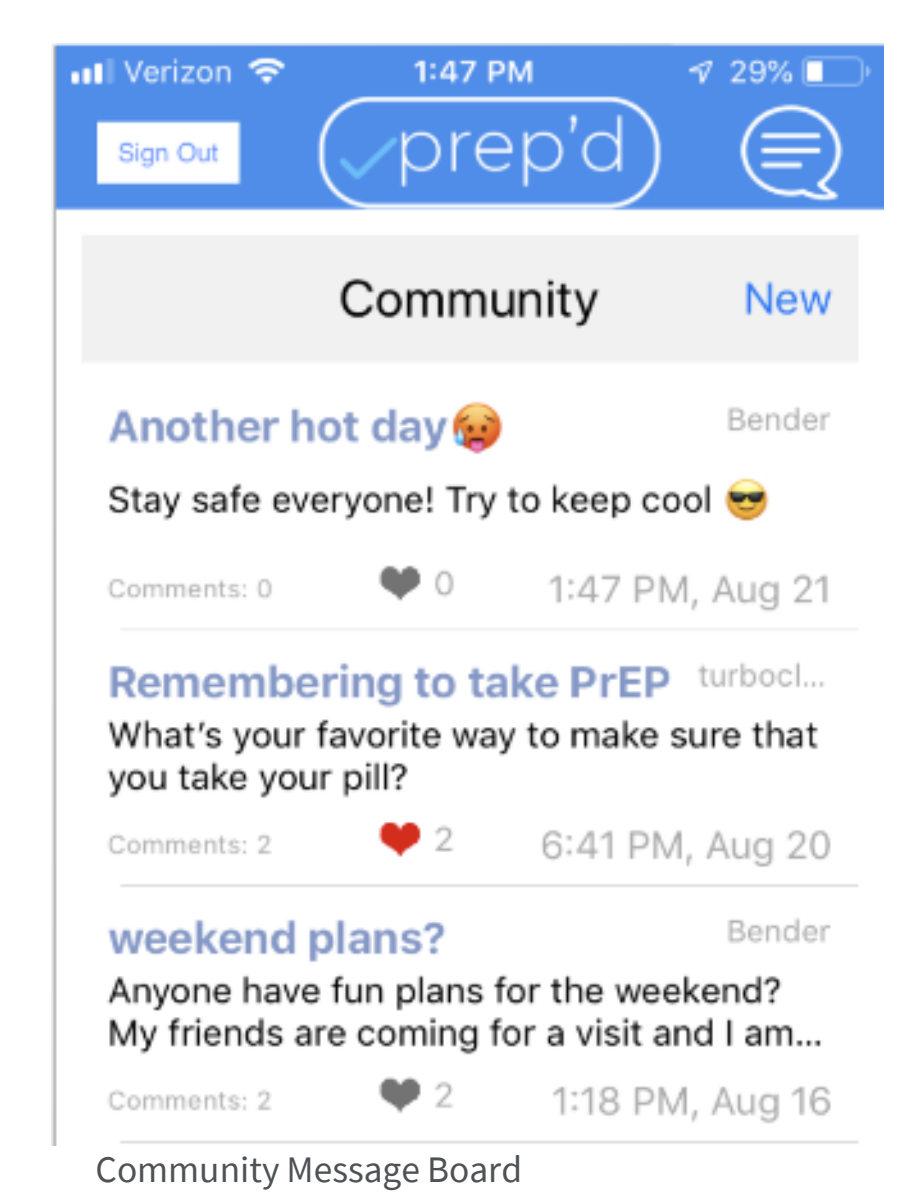 Verizon 1:47 PM 29%
Sign Out prep'd
Community New
Another hot day🥵 Bender
Stay safe everyone! Try to keep cool 😎
Comments: 0 0 1:47 PM, Aug 21
Remembering to take PrEP turbocl...
What's your favorite way to make sure that
you take your pill?
Comments: 2 2 6:41 PM, Aug 20
weekend plans? Bender
Anyone have fun plans for the weekend?
My friends are coming for a visit and I am...
Comments: 2 2 1:18 PM, Aug 16
Community Message Board